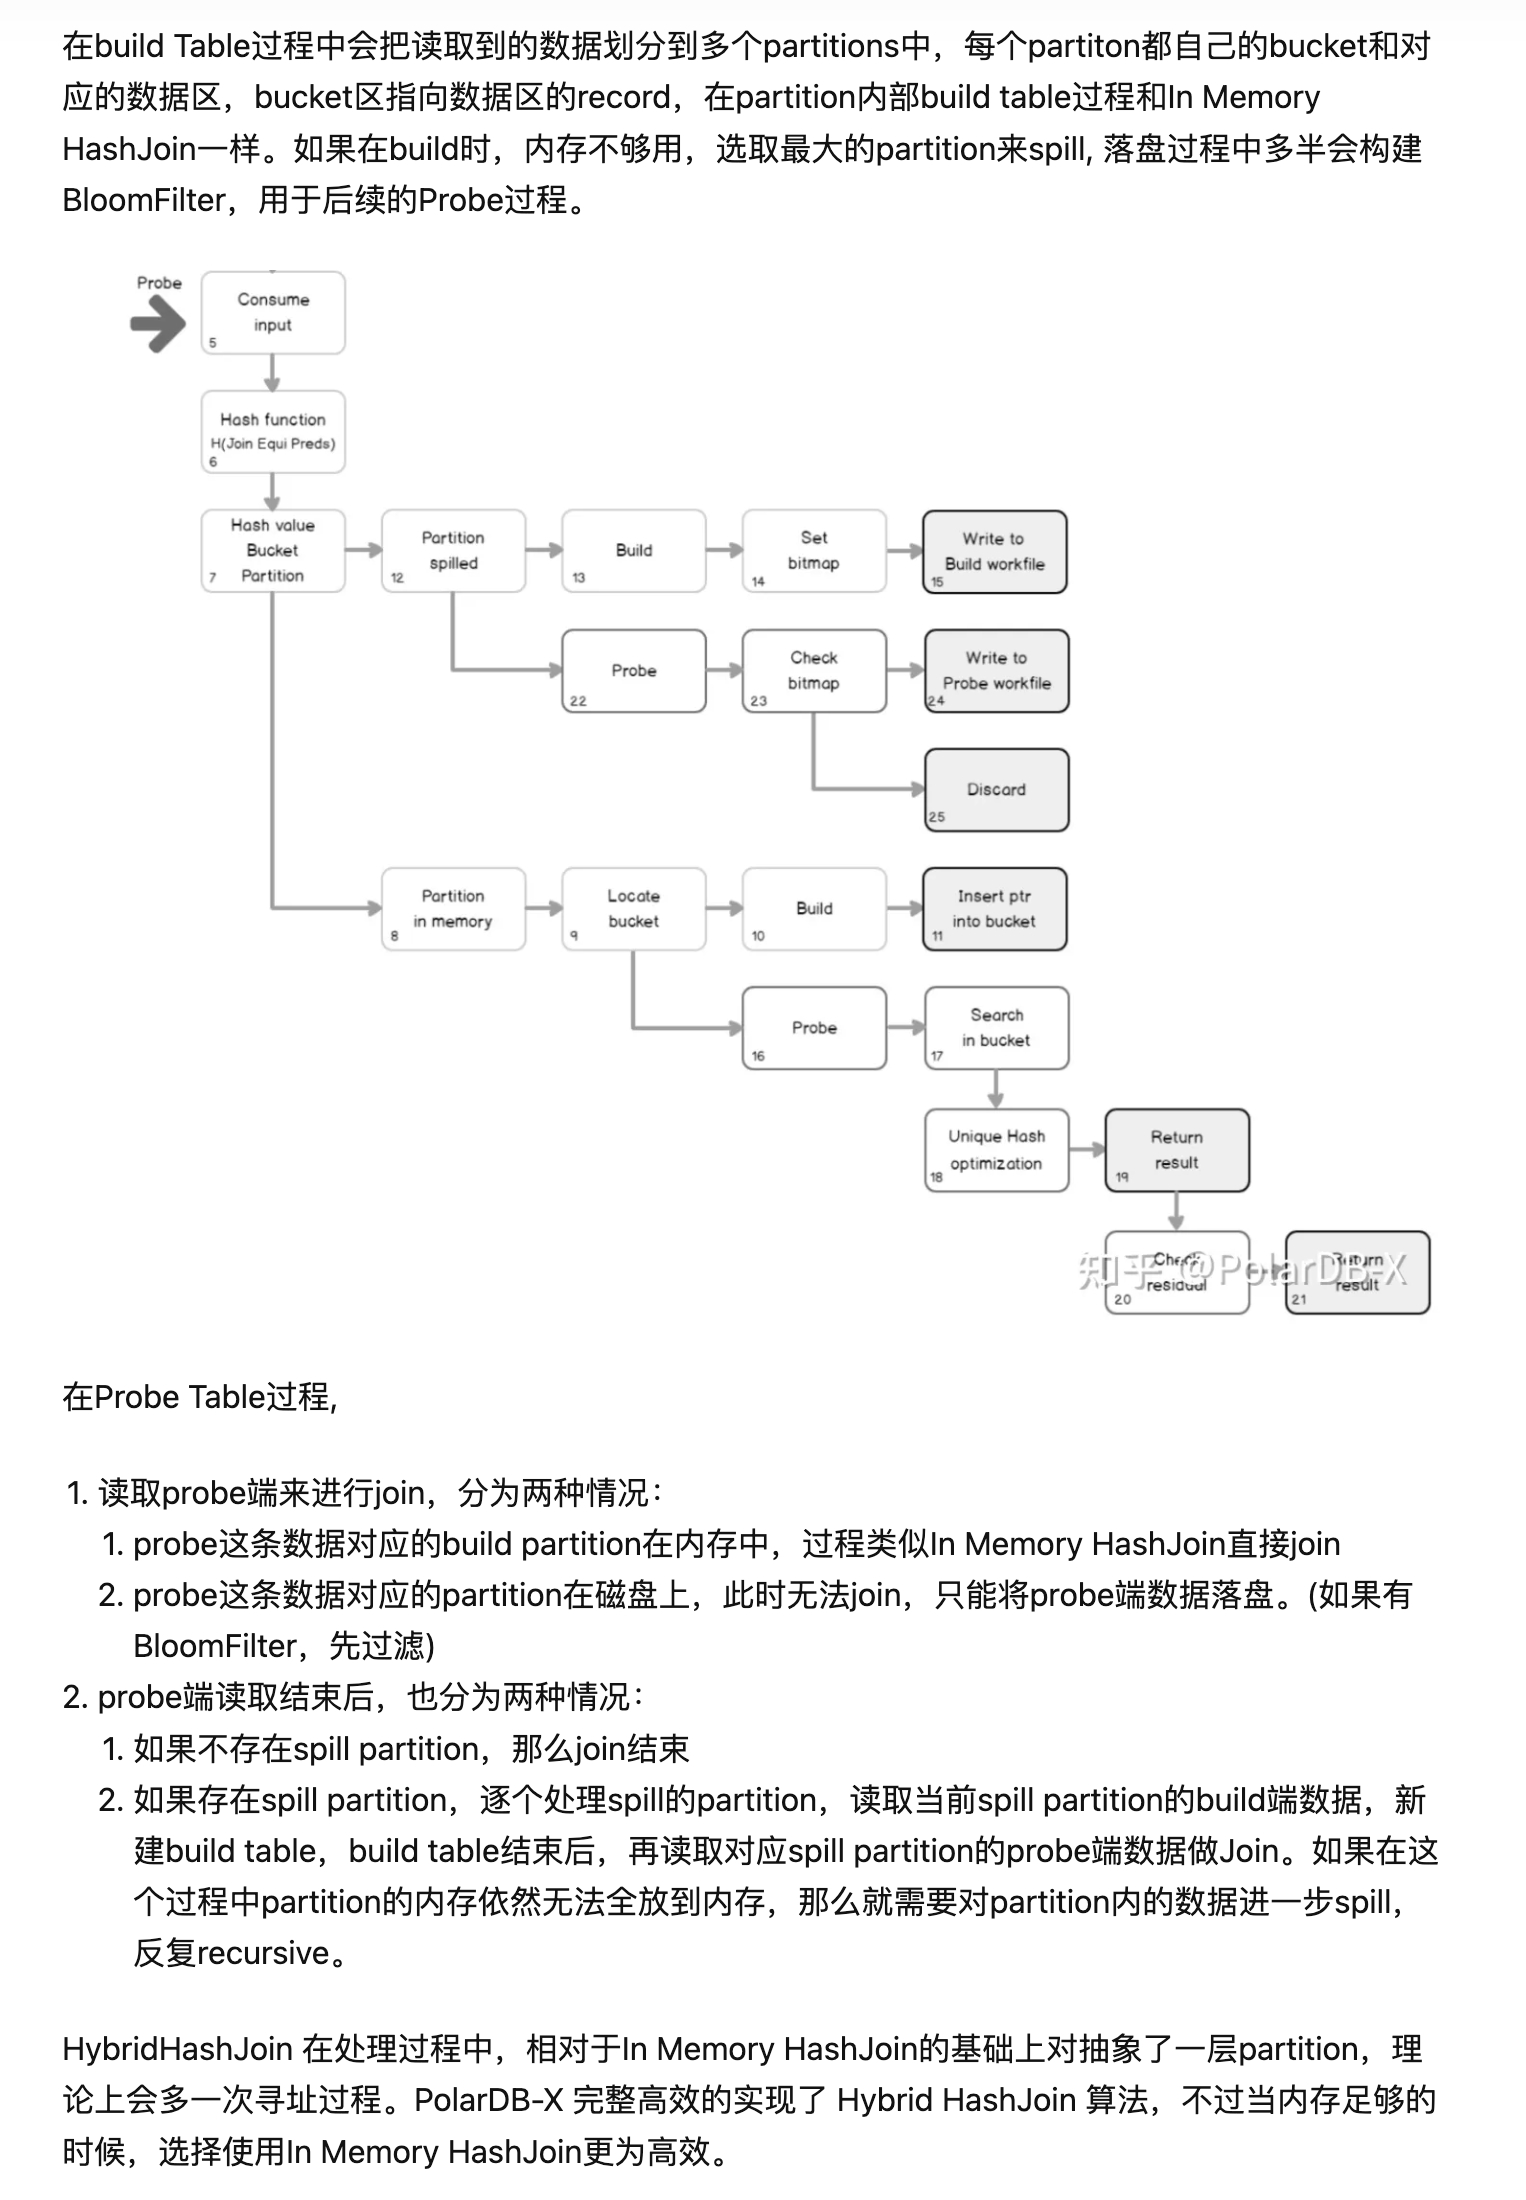 在build Table过程中会把读取到的数据划分到多个partitions中，每个partiton都自己的bucket和对
应的数据区，bucket区指向数据区的record，在partition内部build table过程和In Memory
HashJoin一样。如果在build时，内存不够用，选取最大的partition来spill, 落盘过程中多半会构建
BloomFilter，用于后续的Probe过程。
Probe
Consume
input
5
Hash function
H(Join Equi Preds)
6
Hash value
Bucket
7 Partition
Partition
spilled
12
Build
13
Set
bitmap
14
Write to
Build workfile
15
Probe
22
Check
bitmap
23
Write to
Probe workfile
24
Discard
25
Partition
in memory
8
Locate
bucket
9
Build
10
Insert ptr
into bucket
11
Probe
16
Search
in bucket
17
Unique Hash
optimization
18
Return
result
19
Check
residual
20
Return
result
21
知乎 @PolarDB-X
在Probe Table过程,
1. 读取probe端来进行join，分为两种情况：
1. probe这条数据对应的build partition在内存中，过程类似In Memory HashJoin直接join
2. probe这条数据对应的partition在磁盘上，此时无法join，只能将probe端数据落盘。(如果有
BloomFilter，先过滤)
2. probe端读取结束后，也分为两种情况：
1. 如果不存在spill partition，那么join结束
2. 如果存在spill partition，逐个处理spill的partition，读取当前spill partition的build端数据，新
建build table，build table结束后，再读取对应spill partition的probe端数据做Join。如果在这
个过程中partition的内存依然无法全放到内存，那么就需要对partition内的数据进一步spill，
反复recursive。
HybridHashJoin 在处理过程中，相对于In Memory HashJoin的基础上对抽象了一层partition，理
论上会多一次寻址过程。PolarDB-X 完整高效的实现了 Hybrid HashJoin 算法，不过当内存足够的
时候，选择使用In Memory HashJoin更为高效。